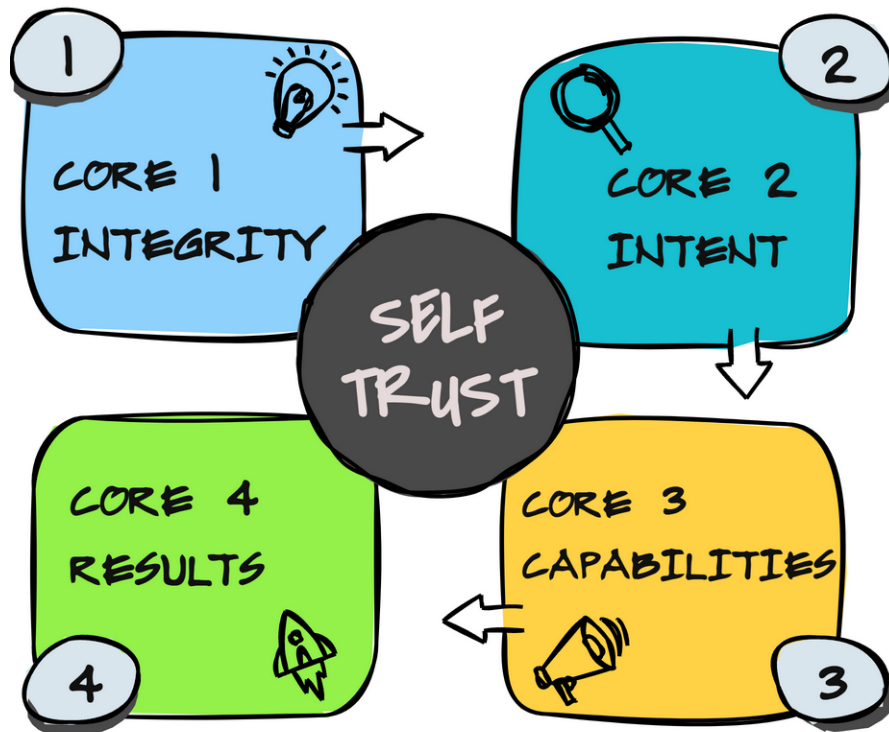 1
CORE 1
INTEGRITY
2
CORE 2
INTENT
SELF
TRUST
CORE 3
CAPABILITIES
3
CORE 4
RESULTS
4